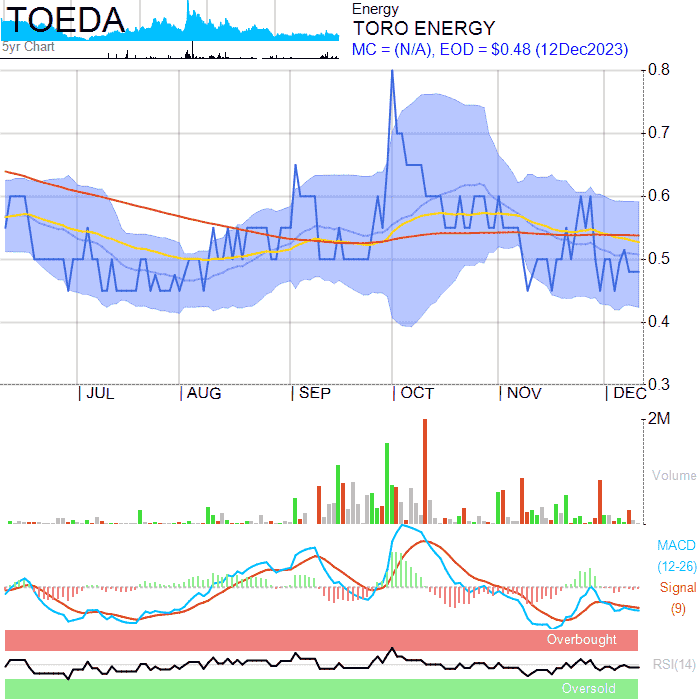 TOEDA
5yr Chart
Energy
TORO ENERGY
MC = (N/A), EOD = $0.48 (12Dec2023)
0.8
0.7
0.6
0.5
0.4
0.3
| JUL | AUG | SEP | OCT | NOV | DEC
2M
Volume
MACD
(12-26)
Signal
(9)
Overbought
RSI(14)
Oversold